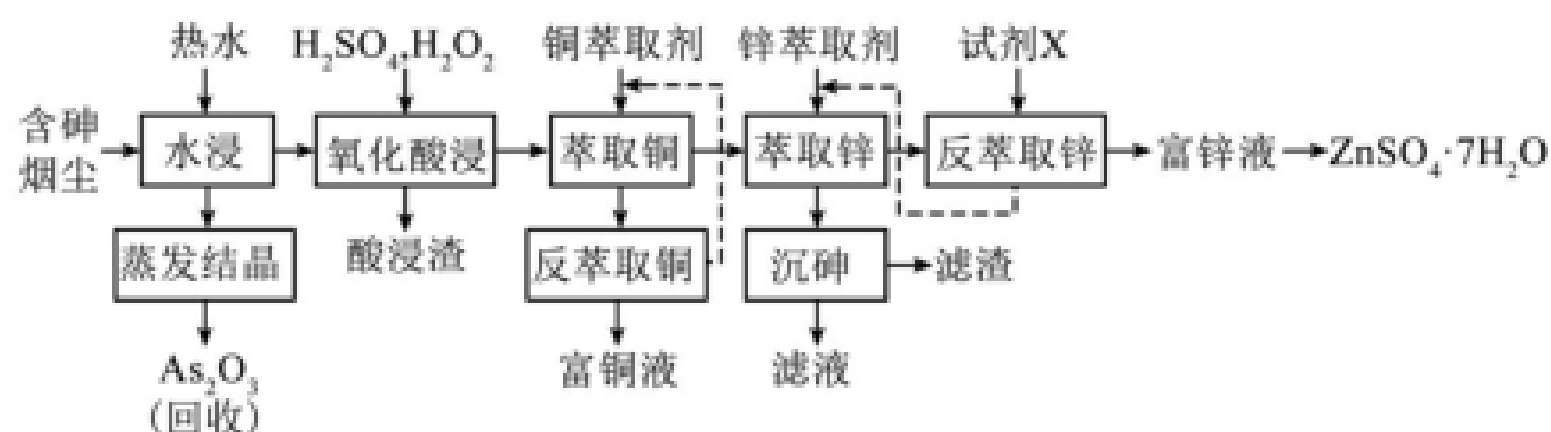 热水
H₂SO₄,H₂O₂
铜萃取剂
锌萃取剂
试剂X
含砷
烟尘
水浸
氧化酸浸
萃取铜
萃取锌
反萃取锌
富锌液
ZnSO₄·7H₂O
蒸发结晶
酸浸渣
反萃取铜
沉砷
滤渣
As₂O₃
(回收)
富铜液
滤液